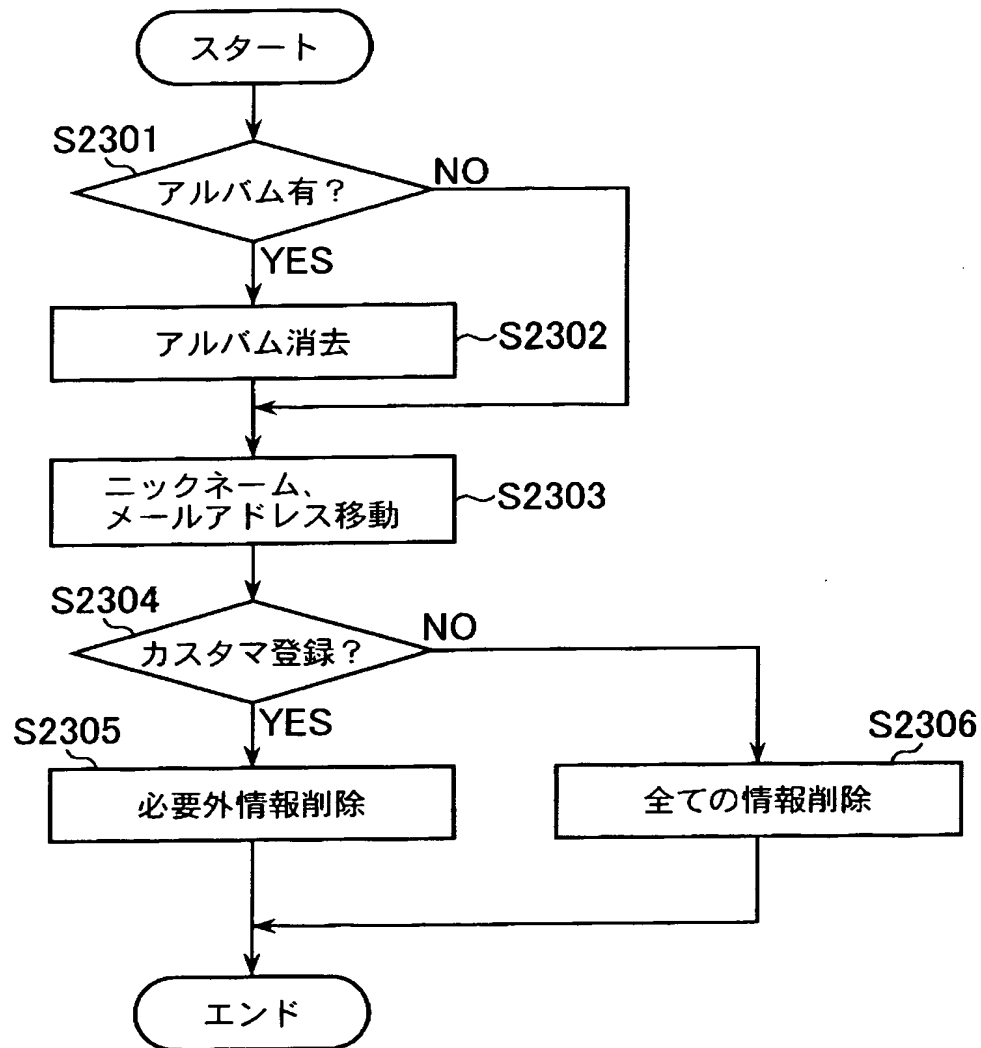 スタート
S2301
アルバム有？
NO
YES
アルバム消去
S2302
ニックネーム、
メールアドレス移動
S2303
S2304
カスタマ登録？
NO
YES
S2305
必要外情報削除
S2306
全ての情報削除
エンド